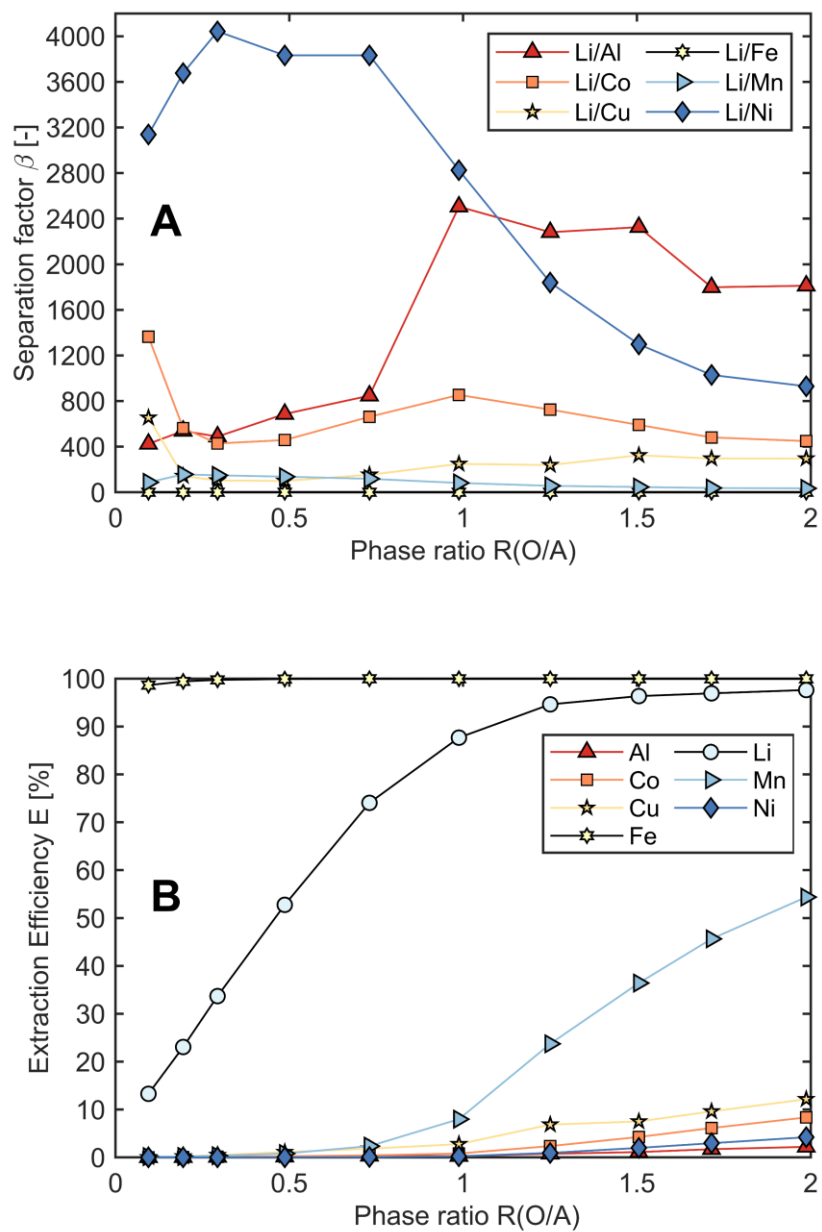 4000
3600
3200
2800
2400
2000
1600
1200
800
400
0
Separation factor β [-]
A
Li/Al Li/Fe
Li/Co Li/Mn
Li/Cu Li/Ni
0 0.5 1 1.5 2
Phase ratio R(O/A)
100
90
80
70
60
50
40
30
20
10
0
Extraction Efficiency E [%]
B
Al Li
Co Mn
Cu Ni
Fe
0 0.5 1 1.5 2
Phase ratio R(O/A)